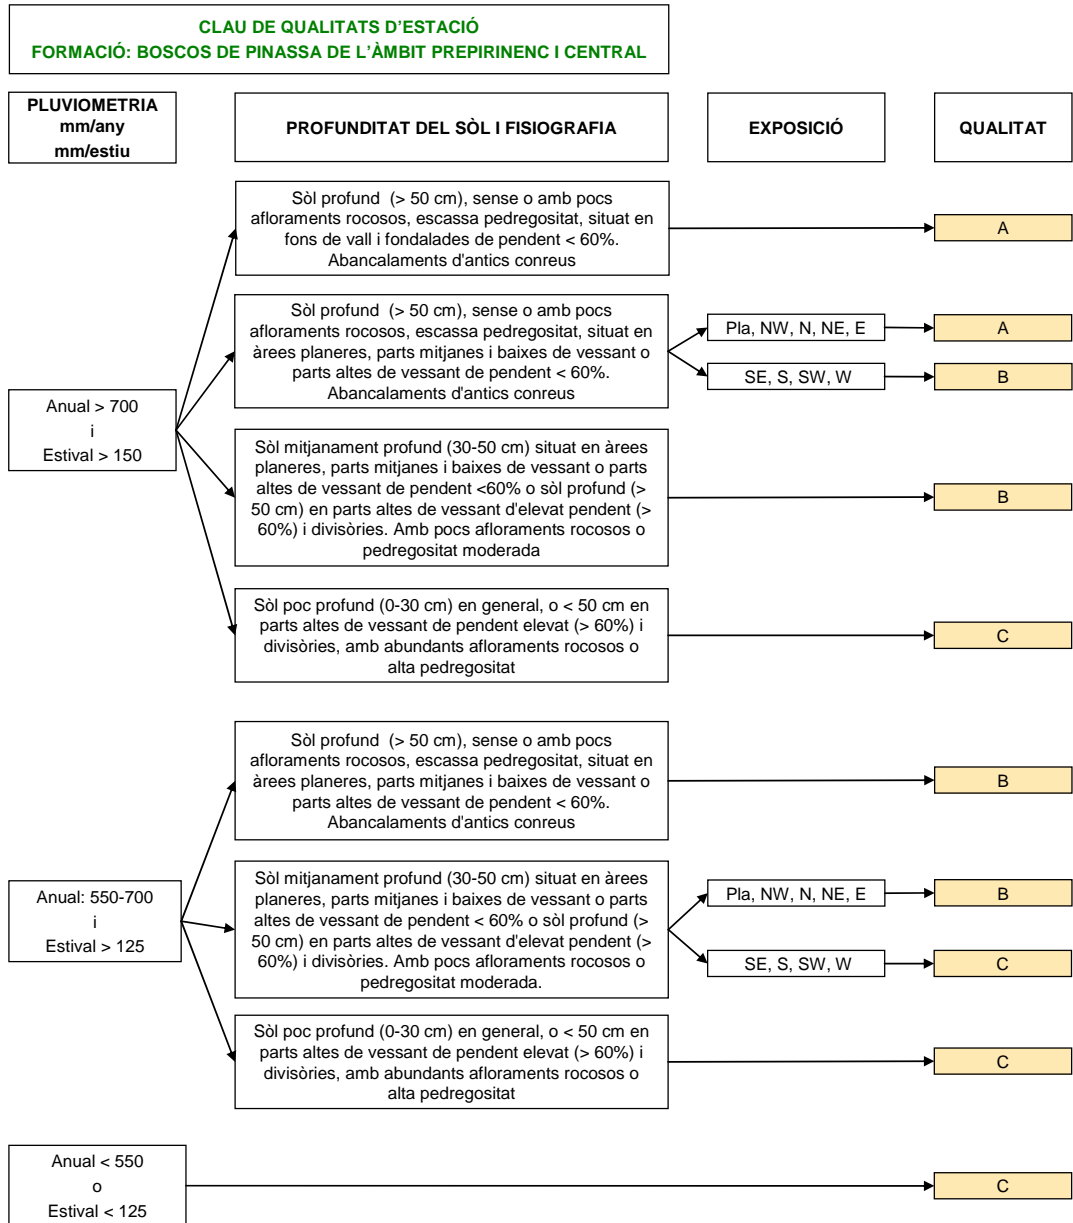 CLAU DE QUALITATS D'ESTACIÓ
FORMACIÓ: BOSCOS DE PINASSA DE L'ÀMBIT PREPIRINENC I CENTRAL
PLUVIOMETRIA
mm/any
mm/estiu
PROFUNDITAT DEL SÒL I FISIOGRAFIA
EXPOSICIÓ
QUALITAT
Anual > 700
i
Estival > 150
Sòl profund (> 50 cm), sense o amb pocs
afloraments rocosos, escassa pedregositat, situat en
fons de vall i fondalades de pendent < 60%.
Abancalaments d'antics conreus
A
Sòl profund (> 50 cm), sense o amb pocs
afloraments rocosos, escassa pedregositat, situat en
àrees planeres, parts mitjanes i baixes de vessant o
parts altes de vessant de pendent < 60%.
Abancalaments d'antics conreus
Pla, NW, N, NE, E
A
SE, S, SW, W
B
Sòl mitjanament profund (30-50 cm) situat en àrees
planeres, parts mitjanes i baixes de vessant o parts
altes de vessant de pendent <60% o sòl profund (>
50 cm) en parts altes de vessant d'elevat pendent (>
60%) i divisòries. Amb pocs afloraments rocosos o
pedregositat moderada
B
Sòl poc profund (0-30 cm) en general, o < 50 cm en
parts altes de vessant de pendent elevat (> 60%) i
divisòries, amb abundants afloraments rocosos o
alta pedregositat
C
Anual: 550-700
i
Estival > 125
Sòl profund (> 50 cm), sense o amb pocs
afloraments rocosos, escassa pedregositat, situat en
àrees planeres, parts mitjanes i baixes de vessant o
parts altes de vessant de pendent < 60%.
Abancalaments d'antics conreus
B
Sòl mitjanament profund (30-50 cm) situat en àrees
planeres, parts mitjanes i baixes de vessant o parts
altes de vessant de pendent < 60% o sòl profund (>
50 cm) en parts altes de vessant d'elevat pendent (>
60%) i divisòries. Amb pocs afloraments rocosos o
pedregositat moderada.
Pla, NW, N, NE, E
B
SE, S, SW, W
C
Sòl poc profund (0-30 cm) en general, o < 50 cm en
parts altes de vessant de pendent elevat (> 60%) i
divisòries, amb abundants afloraments rocosos o
alta pedregositat
C
Anual < 550
o
Estival < 125
C